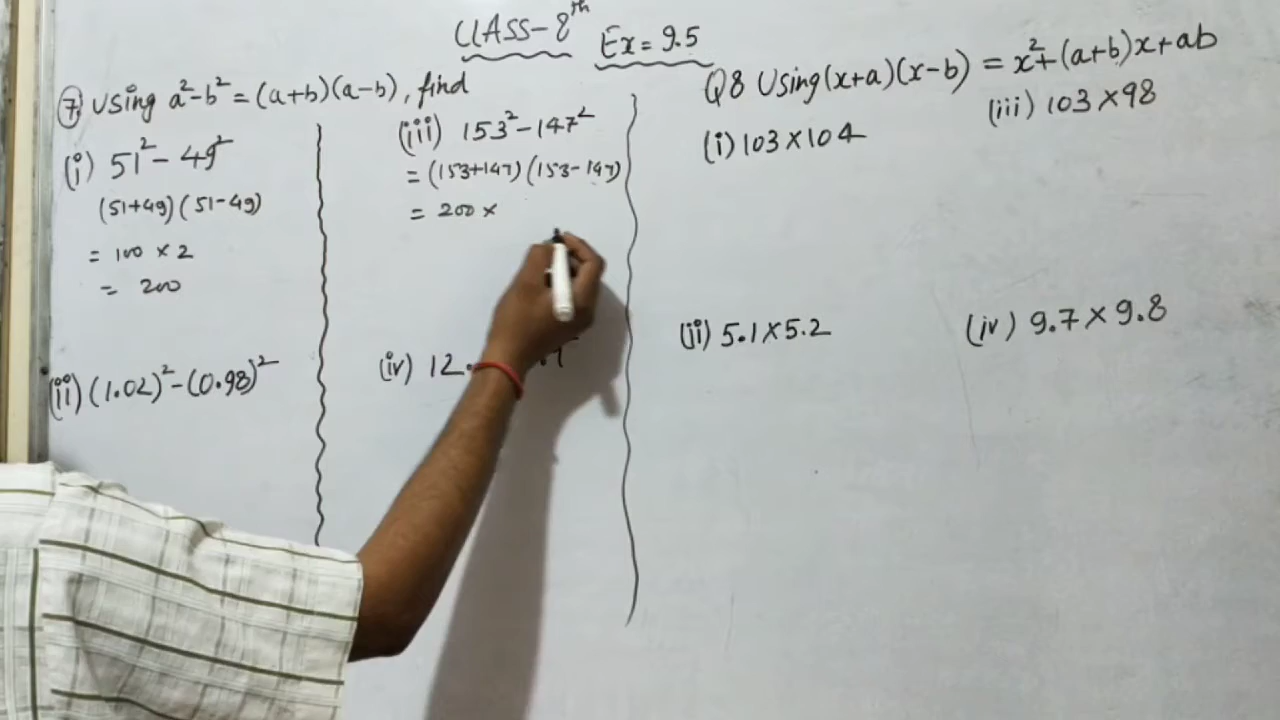 CLASS-8th
Ex = 9.5
7) Using a²-b² = (a+b)(a-b), find
(i) 51² - 49²
(51+49) (51-49)
= 100 × 2
= 200
(ii) (1.02)² - (0.98)²
(iii) 153² - 147²
= (153+147) (153-147)
= 200 ×
(iv) 12.
Q8 Using (x+a)(x-b) = x²+(a+b)x+ab
(i) 103 × 104
(ii) 5.1 × 5.2
(iii) 103 × 98
(iv) 9.7 × 9.8